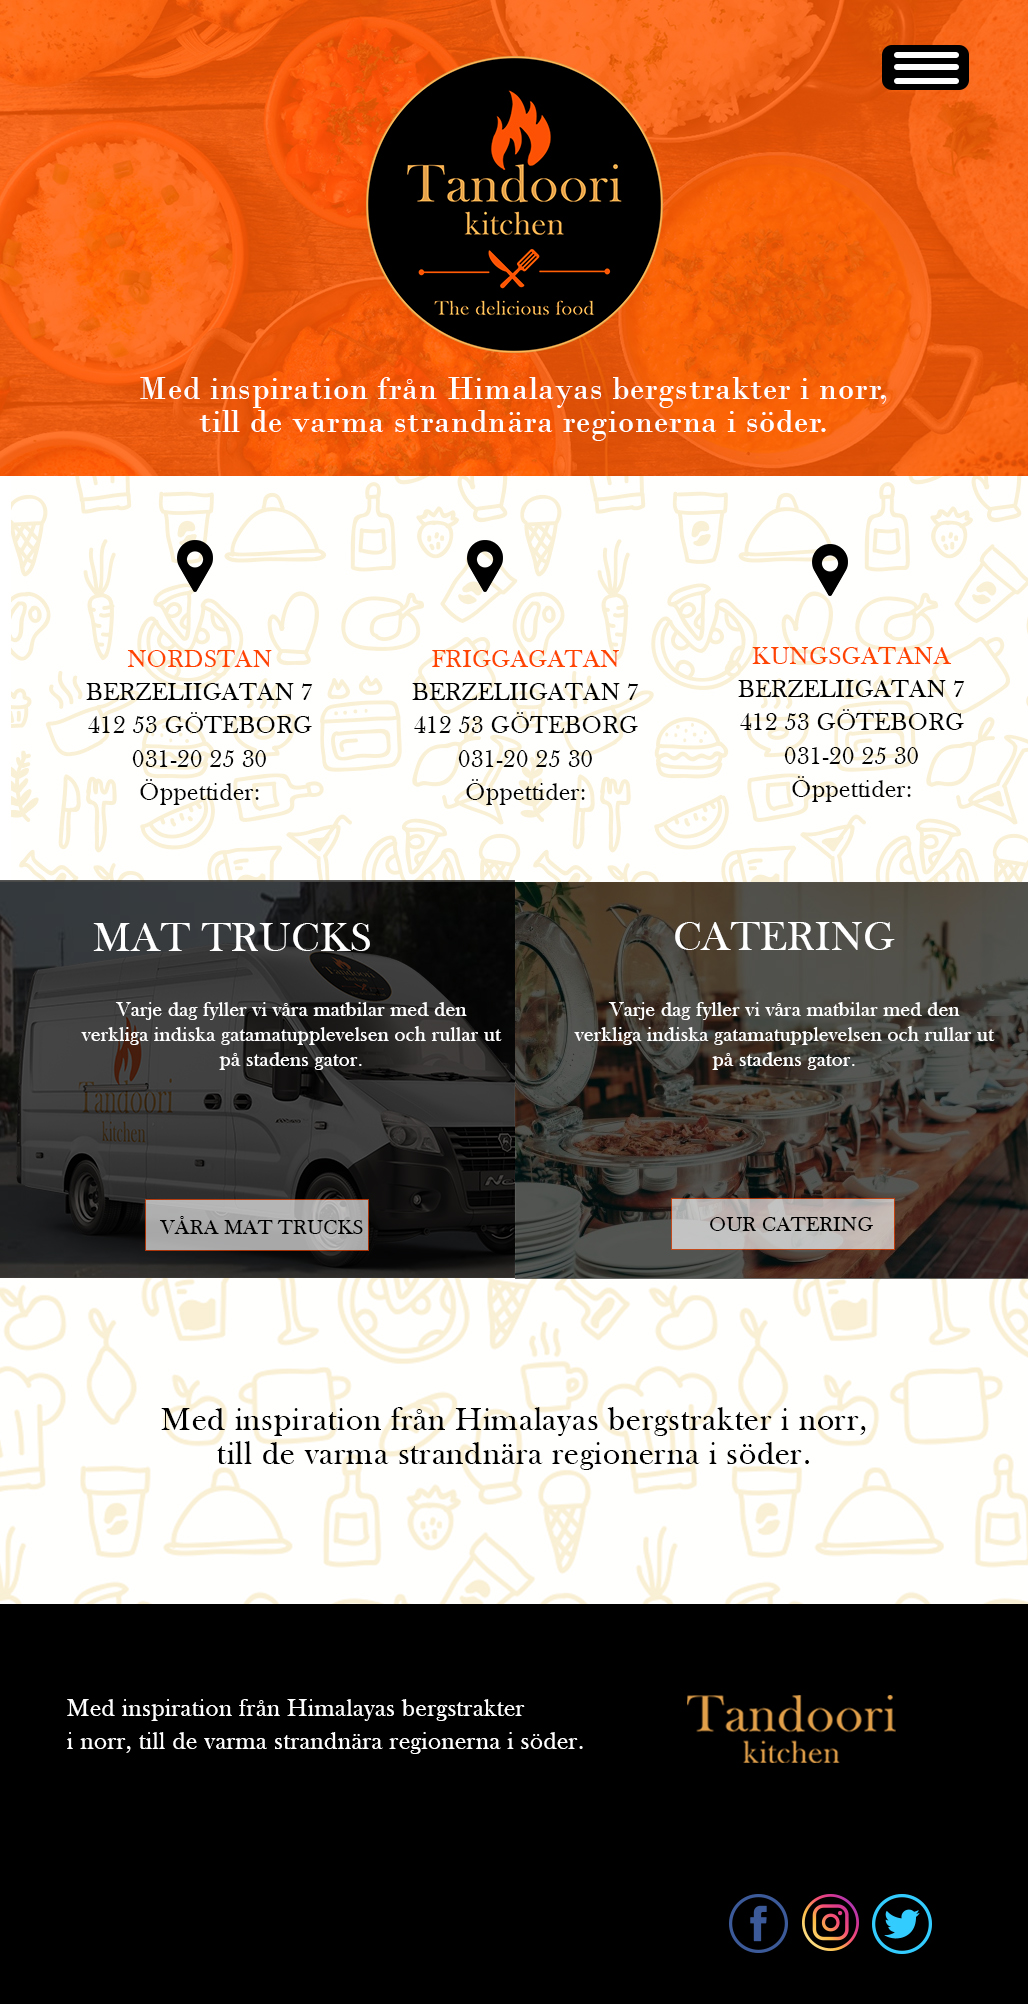 Tandoori
kitchen
The delicious food
Med inspiration från Himalayas bergstrakter i norr,
till de varma strandnära regionerna i söder.
NORDSTAN
BERZELIIGATAN 7
412 53 GÖTEBORG
031-20 25 30
Öppettider:
FRIGGAGATAN
BERZELIIGATAN 7
412 53 GÖTEBORG
031-20 25 30
Öppettider:
KUNGSGATANA
BERZELIIGATAN 7
412 53 GÖTEBORG
031-20 25 30
Öppettider:
MAT TRUCKS
Tandoori
Varje dag fyller vi våra matbilar med den
verkliga indiska gatamatupplevelsen och rullar ut
på stadens gator.
Tandoori
kitchen
VÅRA MAT TRUCKS
CATERING
Varje dag fyller vi våra matbilar med den
verkliga indiska gatamatupplevelsen och rullar ut
på stadens gator.
OUR CATERING
Med inspiration från Himalayas bergstrakter i norr,
till de varma strandnära regionerna i söder.
Med inspiration från Himalayas bergstrakter
i norr, till de varma strandnära regionerna i söder.
Tandoori
kitchen